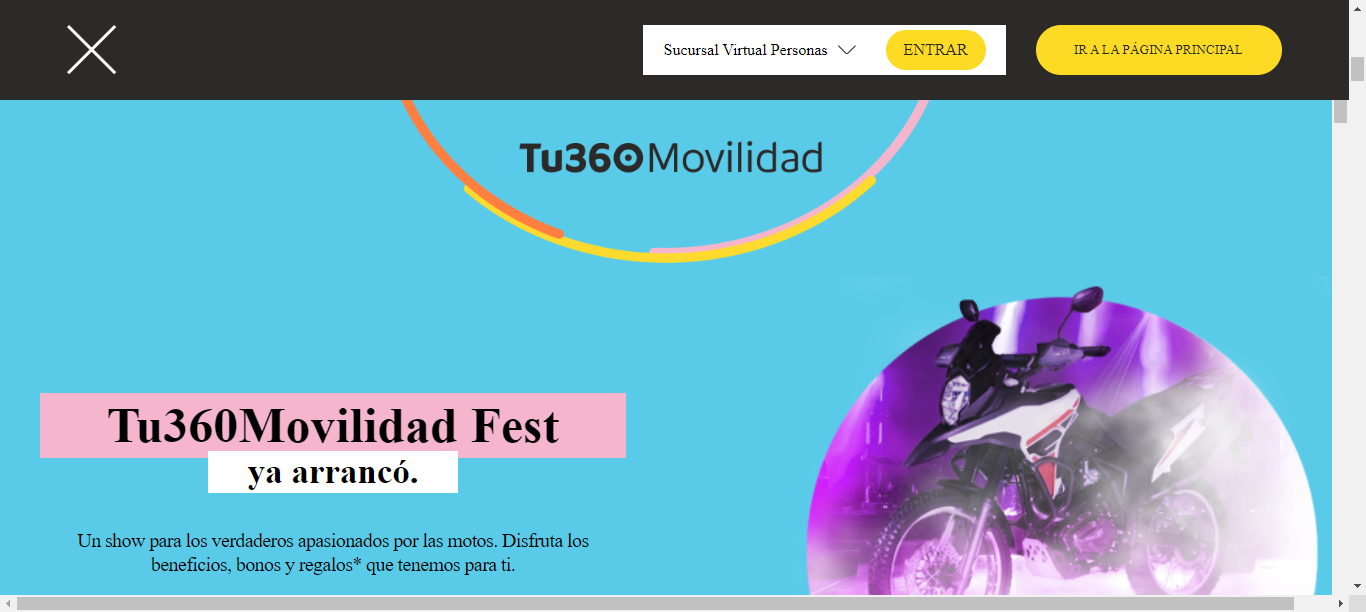 Sucursal Virtual Personas
ENTRAR
IR A LA PÁGINA PRINCIPAL
Tu360Movilidad
Tu360Movilidad Fest
ya arrancó.
Un show para los verdaderos apasionados por las motos. Disfruta los
beneficios, bonos y regalos* que tenemos para ti.